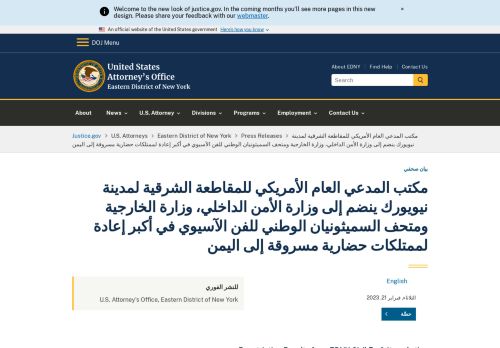 Welcome to the new look of justice.gov. In the coming months you'll see more pages in this new
design. Please share your feedback with our webmaster.
×
An official website of the United States government Here's how you know
DOJ Menu
United States
Attorney's Office
Eastern District of New York
About EDNY Find Help Contact Us
Search
About News U.S. Attorney Divisions Programs Employment Contact Us
Justice.gov > U.S. Attorneys > Eastern District of New York > Press Releases > مكتب المدعي العام الأمريكي للمقاطعة الشرقية لمدينة
نيويورك ينضم إلى وزارة الأمن الداخلي، وزارة الخارجية ومتحف السميثونيان الوطني للفن الآسيوي في أكبر إعادة لممتلكات حضارية مسروقة إلى اليمن
بيان صحفي
مكتب المدعي العام الأمريكي للمقاطعة الشرقية لمدينة
نيويورك ينضم إلى وزارة الأمن الداخلي، وزارة الخارجية
ومتحف السميثونيان الوطني للفن الآسيوي في أكبر إعادة
لممتلكات حضارية مسروقة إلى اليمن
English
الثلاثاء, فبراير 21, 2023
حصّة
للنشر الفوري
U.S. Attorney's Office, Eastern District of New York